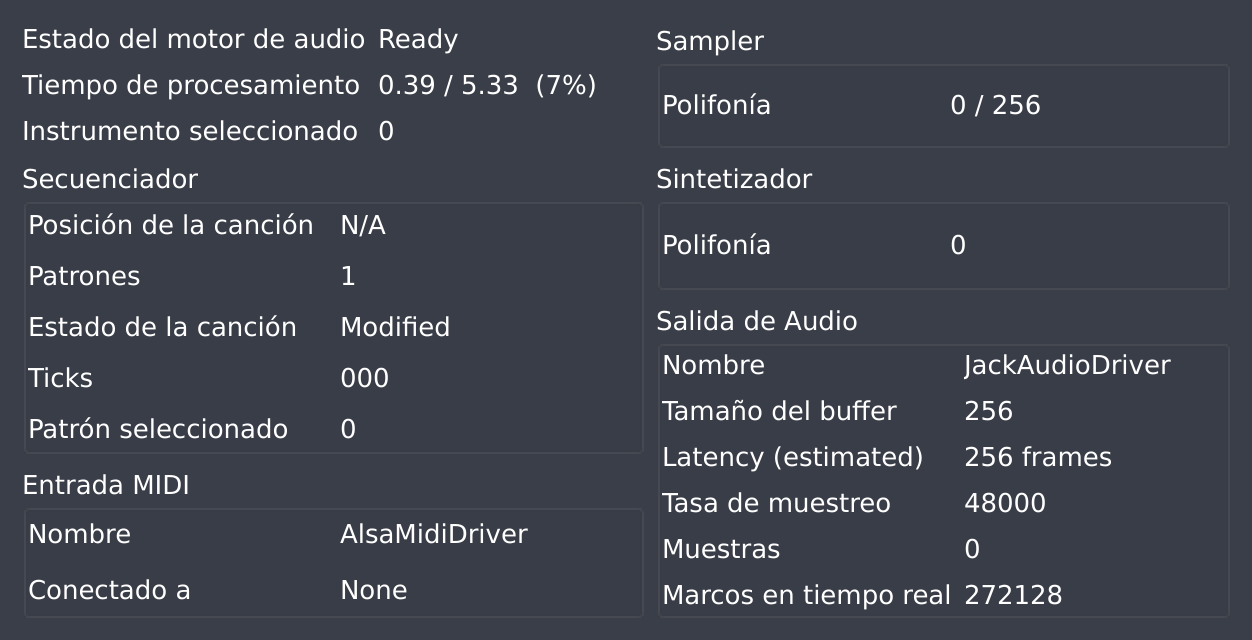 Estado del motor de audio Ready
Tiempo de procesamiento 0.39 / 5.33 (7%)
Instrumento seleccionado 0
Secuenciador
Posición de la canción N/A
Patrones 1
Estado de la canción Modified
Ticks 000
Patrón seleccionado 0
Entrada MIDI
Nombre AlsaMidiDriver
Conectado a None
Sampler
Polifonía 0 / 256
Sintetizador
Polifonía 0
Salida de Audio
Nombre JackAudioDriver
Tamaño del buffer 256
Latency (estimated) 256 frames
Tasa de muestreo 48000
Muestras 0
Marcos en tiempo real 272128